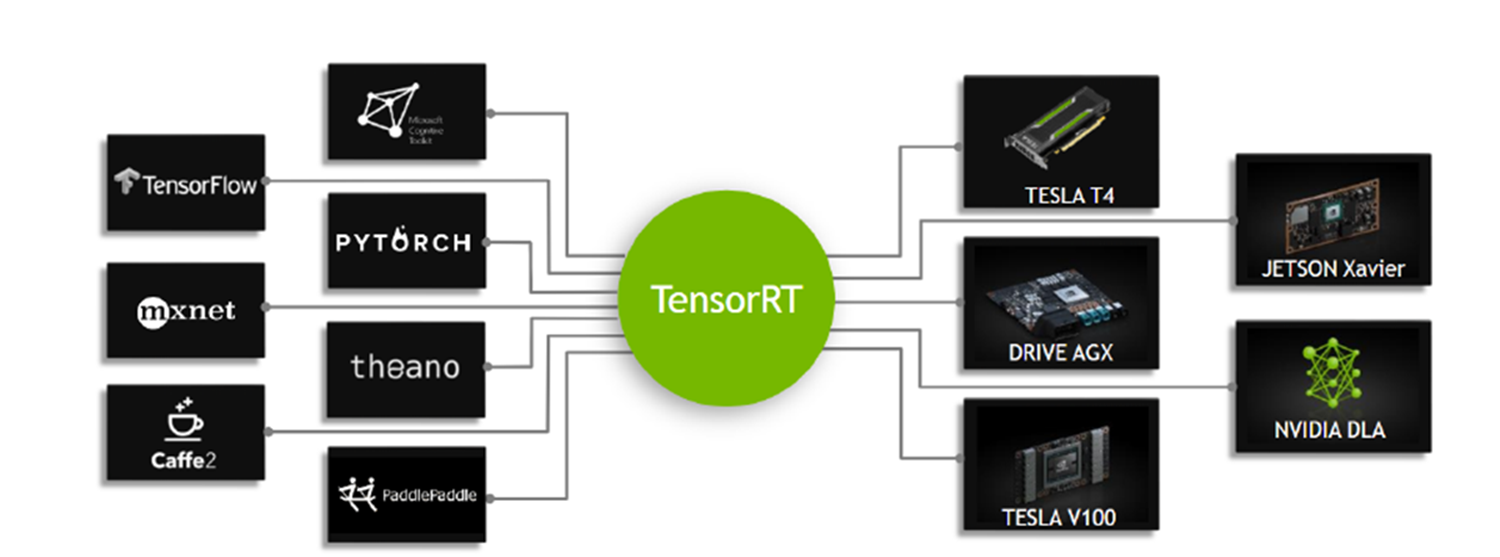 Microsoft
Cognitive
Toolkit
TensorFlow
PYTORCH
mxnet
theano
Caffe2
PaddlePaddle
TensorRT
TESLA T4
JETSON Xavier
DRIVE AGX
NVIDIA DLA
TESLA V100